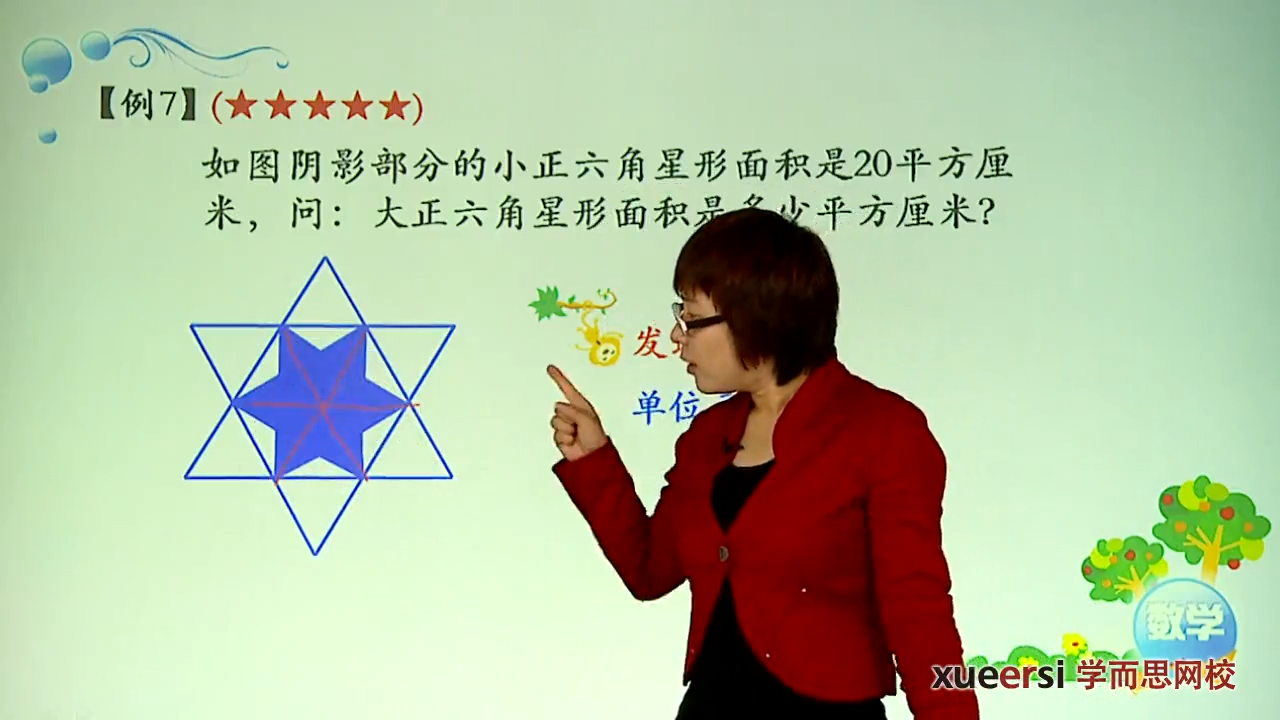 【例7】(★★★★★)
如图阴影部分的小正六角星形面积是20平方厘
米，问：大正六角星形面积是多少平方厘米?
发
单位
数学
xueersi 学而思网校